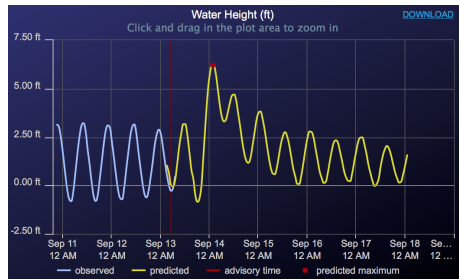 Water Height (ft)
DOWNLOAD
Click and drag in the plot area to zoom in
7.50 ft
5.00 ft
2.50 ft
0.00 ft
-2.50 ft
Sep 11 Sep 12 Sep 13 Sep 14 Sep 15 Sep 16 Sep 17 Sep 18 Se...
12 AM 12 AM 12 AM 12 AM 12 AM 12 AM 12 AM 12 AM 12 ...
observed predicted advisory time predicted maximum